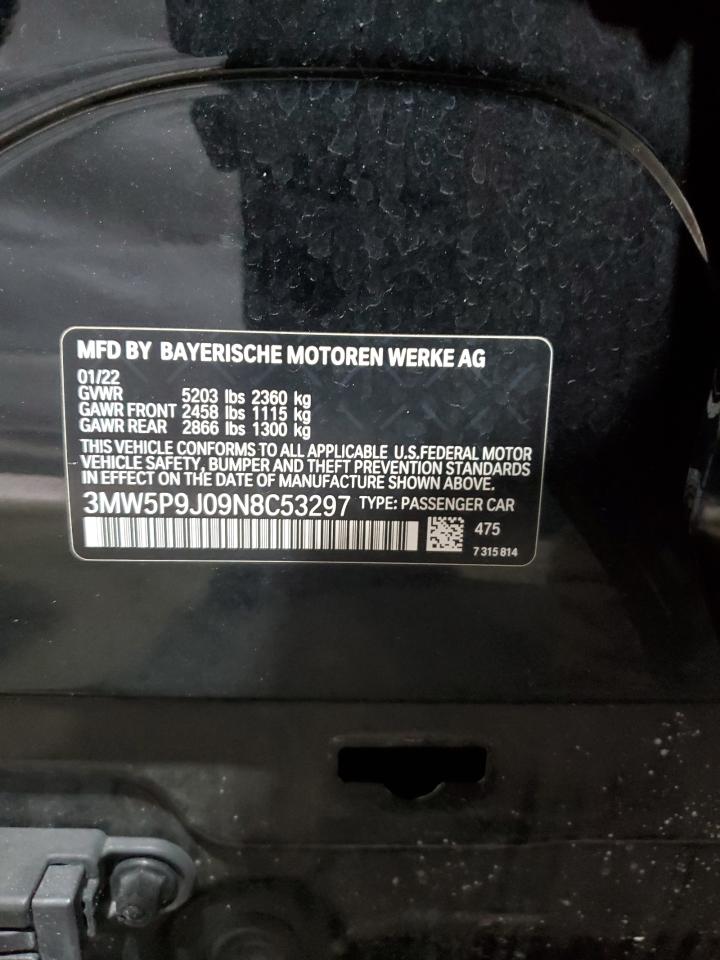 MFD BY BAYERISCHE MOTOREN WERKE AG
01/22
GVWR 5203 lbs 2360 kg
GAWR FRONT 2458 lbs 1115 kg
GAWR REAR 2866 lbs 1300 kg
THIS VEHICLE CONFORMS TO ALL APPLICABLE U.S.FEDERAL MOTOR
VEHICLE SAFETY, BUMPER AND THEFT PREVENTION STANDARDS
IN EFFECT ON THE DATE OF MANUFACTURE SHOWN ABOVE.
3MW5P9J09N8C53297 TYPE: PASSENGER CAR
475
7 315 814